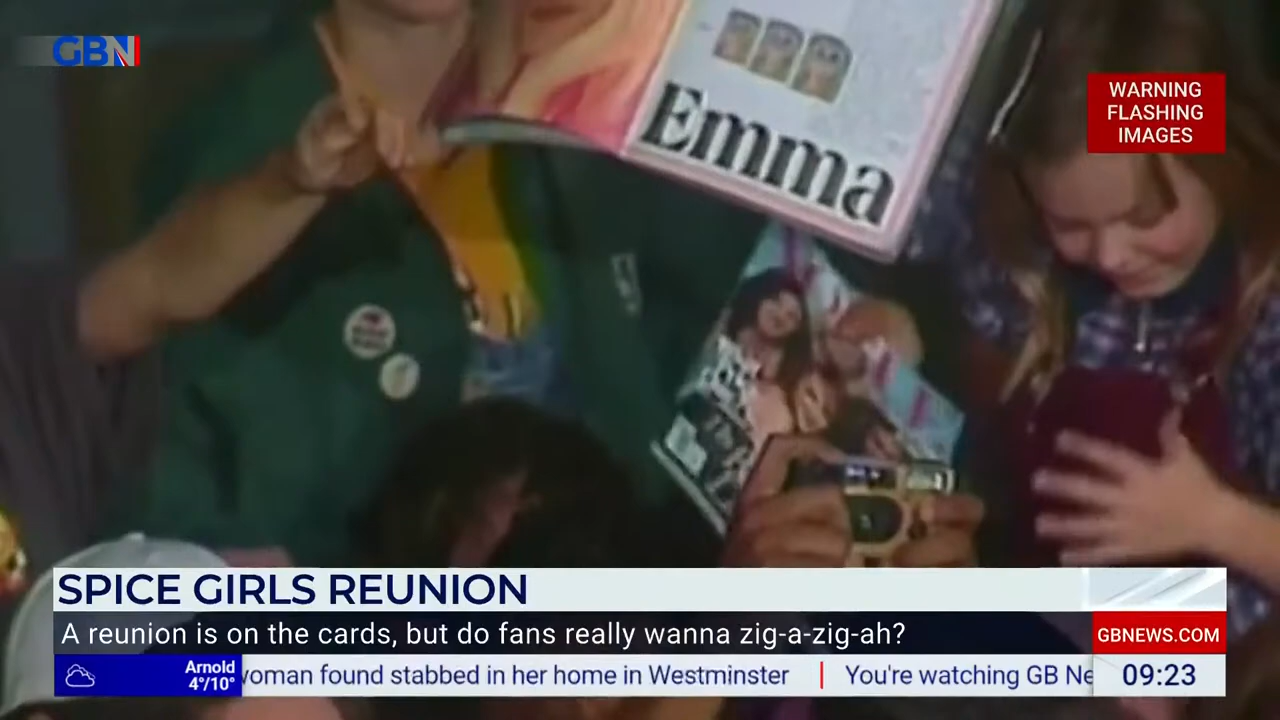 GBN
WARNING
FLASHING
IMAGES
Emma
SPICE GIRLS REUNION
A reunion is on the cards, but do fans really wanna zig-a-zig-ah?
GBNEWS.COM
Arnold
4°/10°
woman found stabbed in her home in Westminster | You're watching GB Ne
09:23